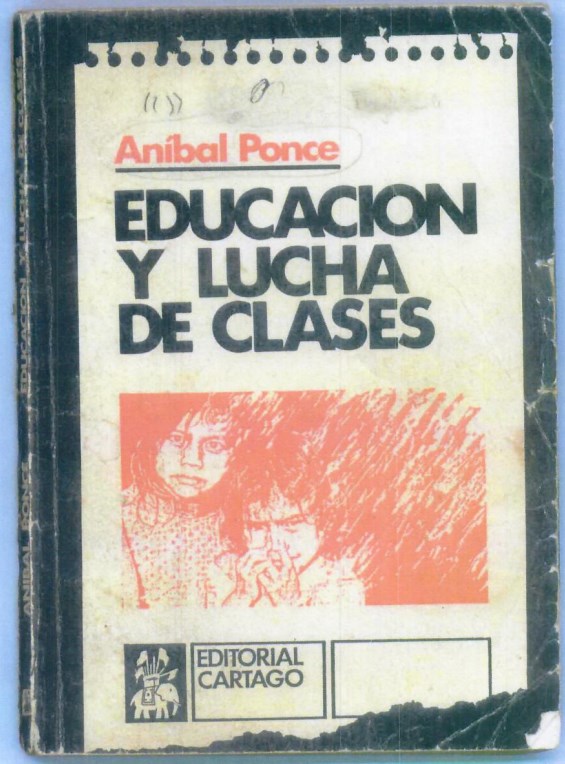 Aníbal Ponce
EDUCACION
Y LUCHA
DE CLASES
EDITORIAL
CARTAGO
ANIBAL PONCE EDUCACION Y LUCHA DE CLASES